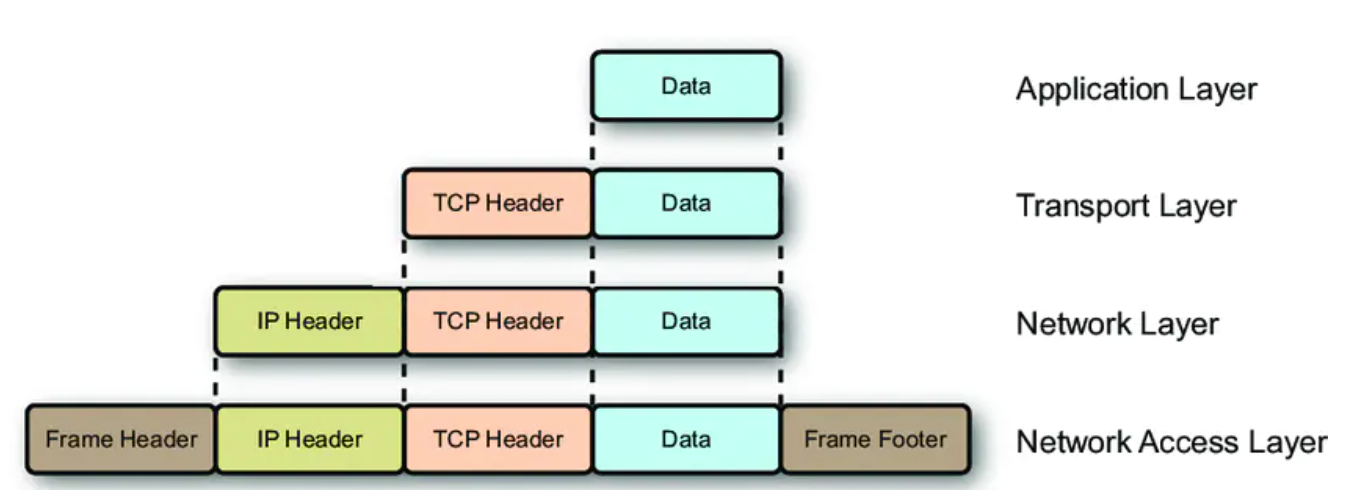 Data
Application Layer
TCP Header
Data
Transport Layer
IP Header
TCP Header
Data
Network Layer
Frame Header
IP Header
TCP Header
Data
Frame Footer
Network Access Layer